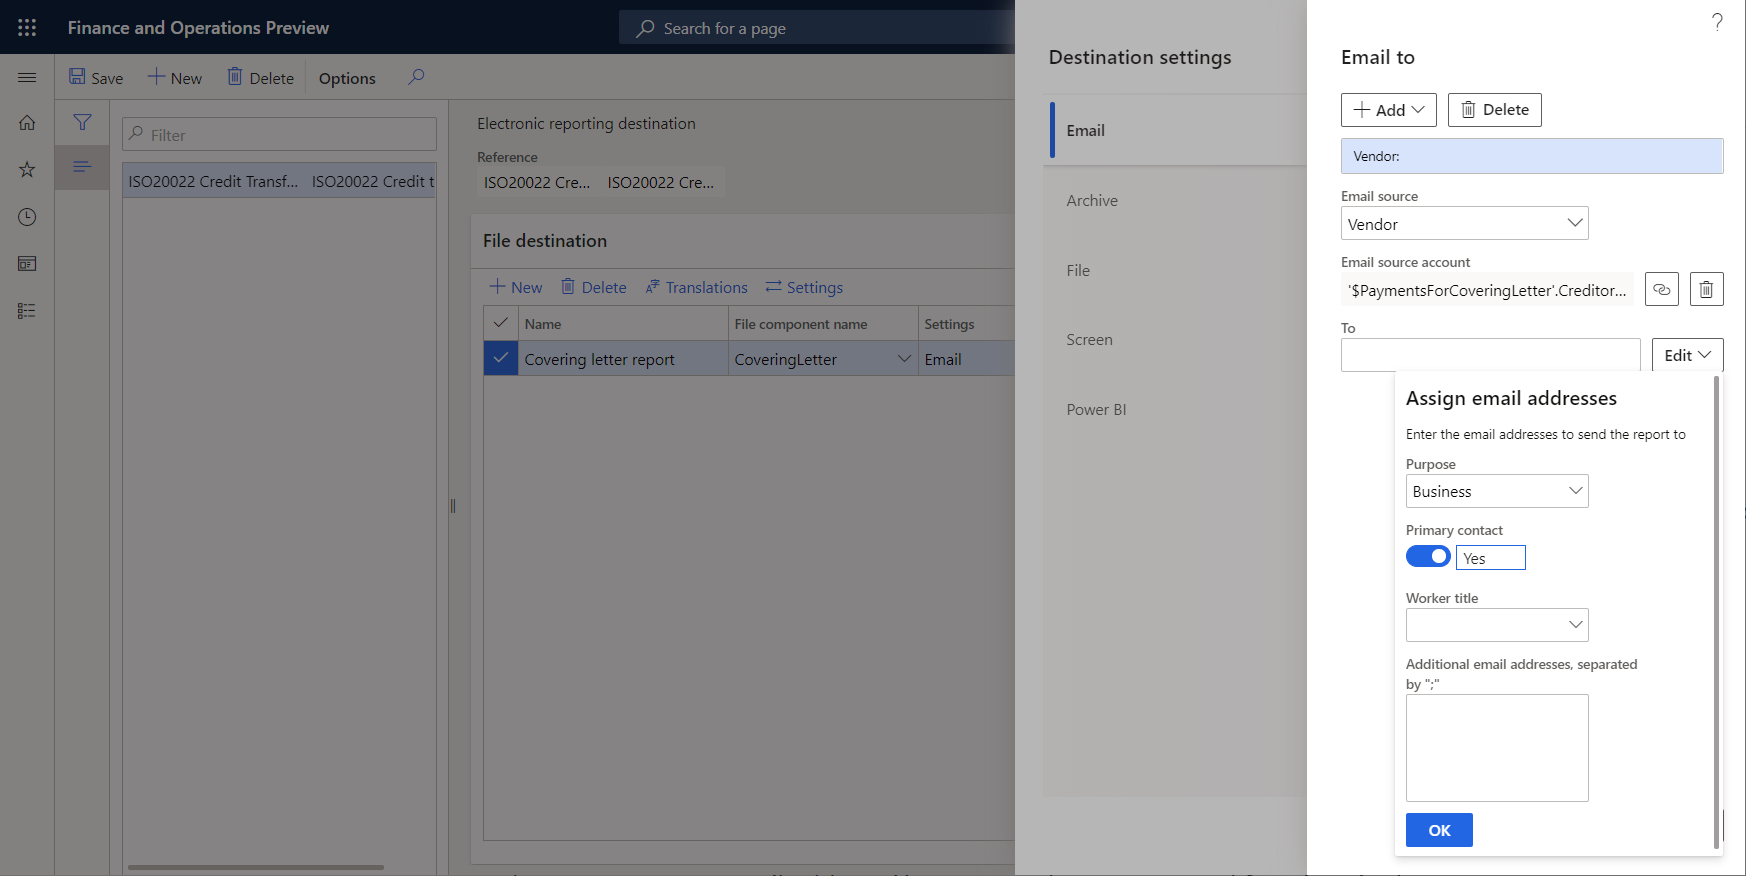 Finance and Operations Preview
Search for a page
Save
New
Delete
Options
Filter
ISO20022 Credit Transf... ISO20022 Credit t
Electronic reporting destination
Reference
ISO20022 Cre... ISO20022 Cre...
File destination
New
Delete
Translations
Settings
Name
File component name
Settings
Covering letter report
CoveringLetter
Email
Destination settings
Email
Archive
File
Screen
Power BI
?
Email to
Add
Delete
Vendor:
Email source
Vendor
Email source account
'$PaymentsForCoveringLetter'.Creditor...
To
Edit
Assign email addresses
Enter the email addresses to send the report to
Purpose
Business
Primary contact
Yes
Worker title
Additional email addresses, separated
by ";"
OK